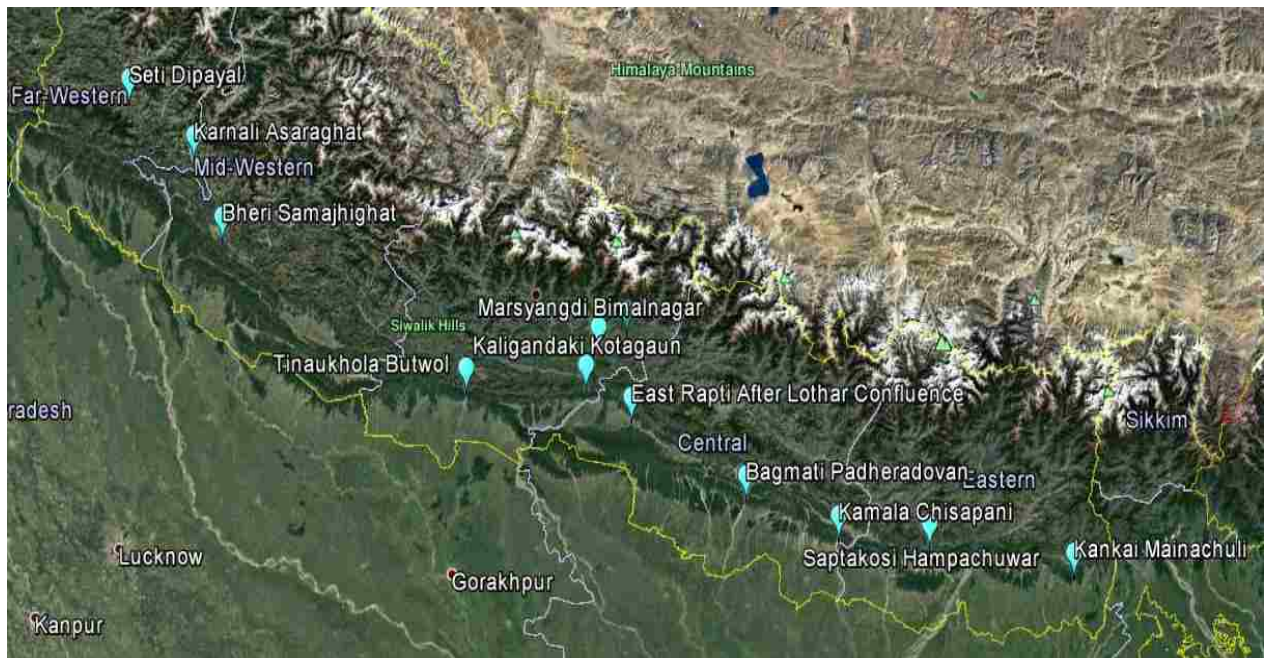 Himalaya Mountains
Seti Dipayal
Far-Western
Karnali Asaraghat
Mid-Western
Bheri Samajhighat
Marsyangdi Bimalnagar
Siwalik Hills
Kaligandaki Kotagaun
Tinaukhola Butwol
East Rapti After Lothar Confluence
radesh
Sikkim
Central
Bagmati Padheradovan
Eastern
Kamala Chisapani
Saptakosi Hampachuwar
Kankai Mainachuli
Lucknow
Gorakhpur
Kanpur